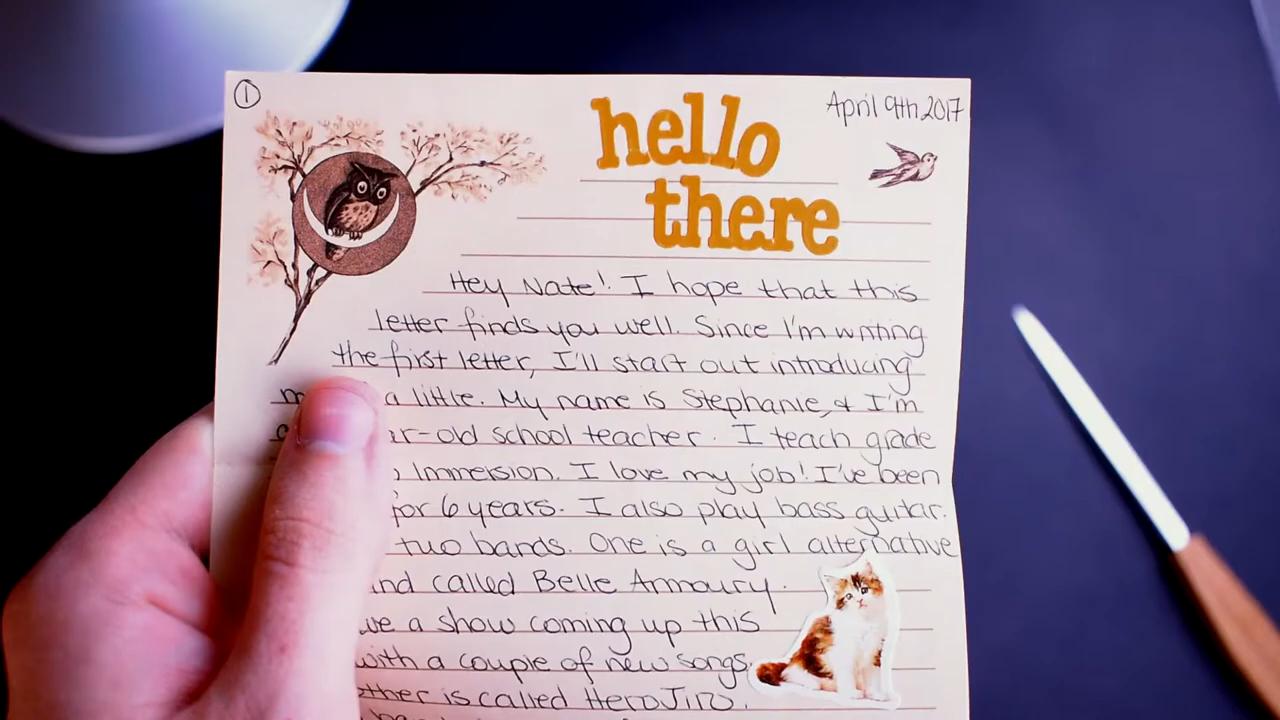 1
April 9th 2017
hello
there
Hey Nate! I hope that this
letter finds you well. Since I'm writing
the first letter, I'll start out introducing
a little. My name is Stephanie, & I'm
-old school teacher. I teach grade
Immersion. I love my job! I've been
for 6 years. I also play bass guitar.
two bands. One is a girl alternative
called Belle Armoury.
a show coming up this
with a couple of new songs.
is called HeroJIRO.